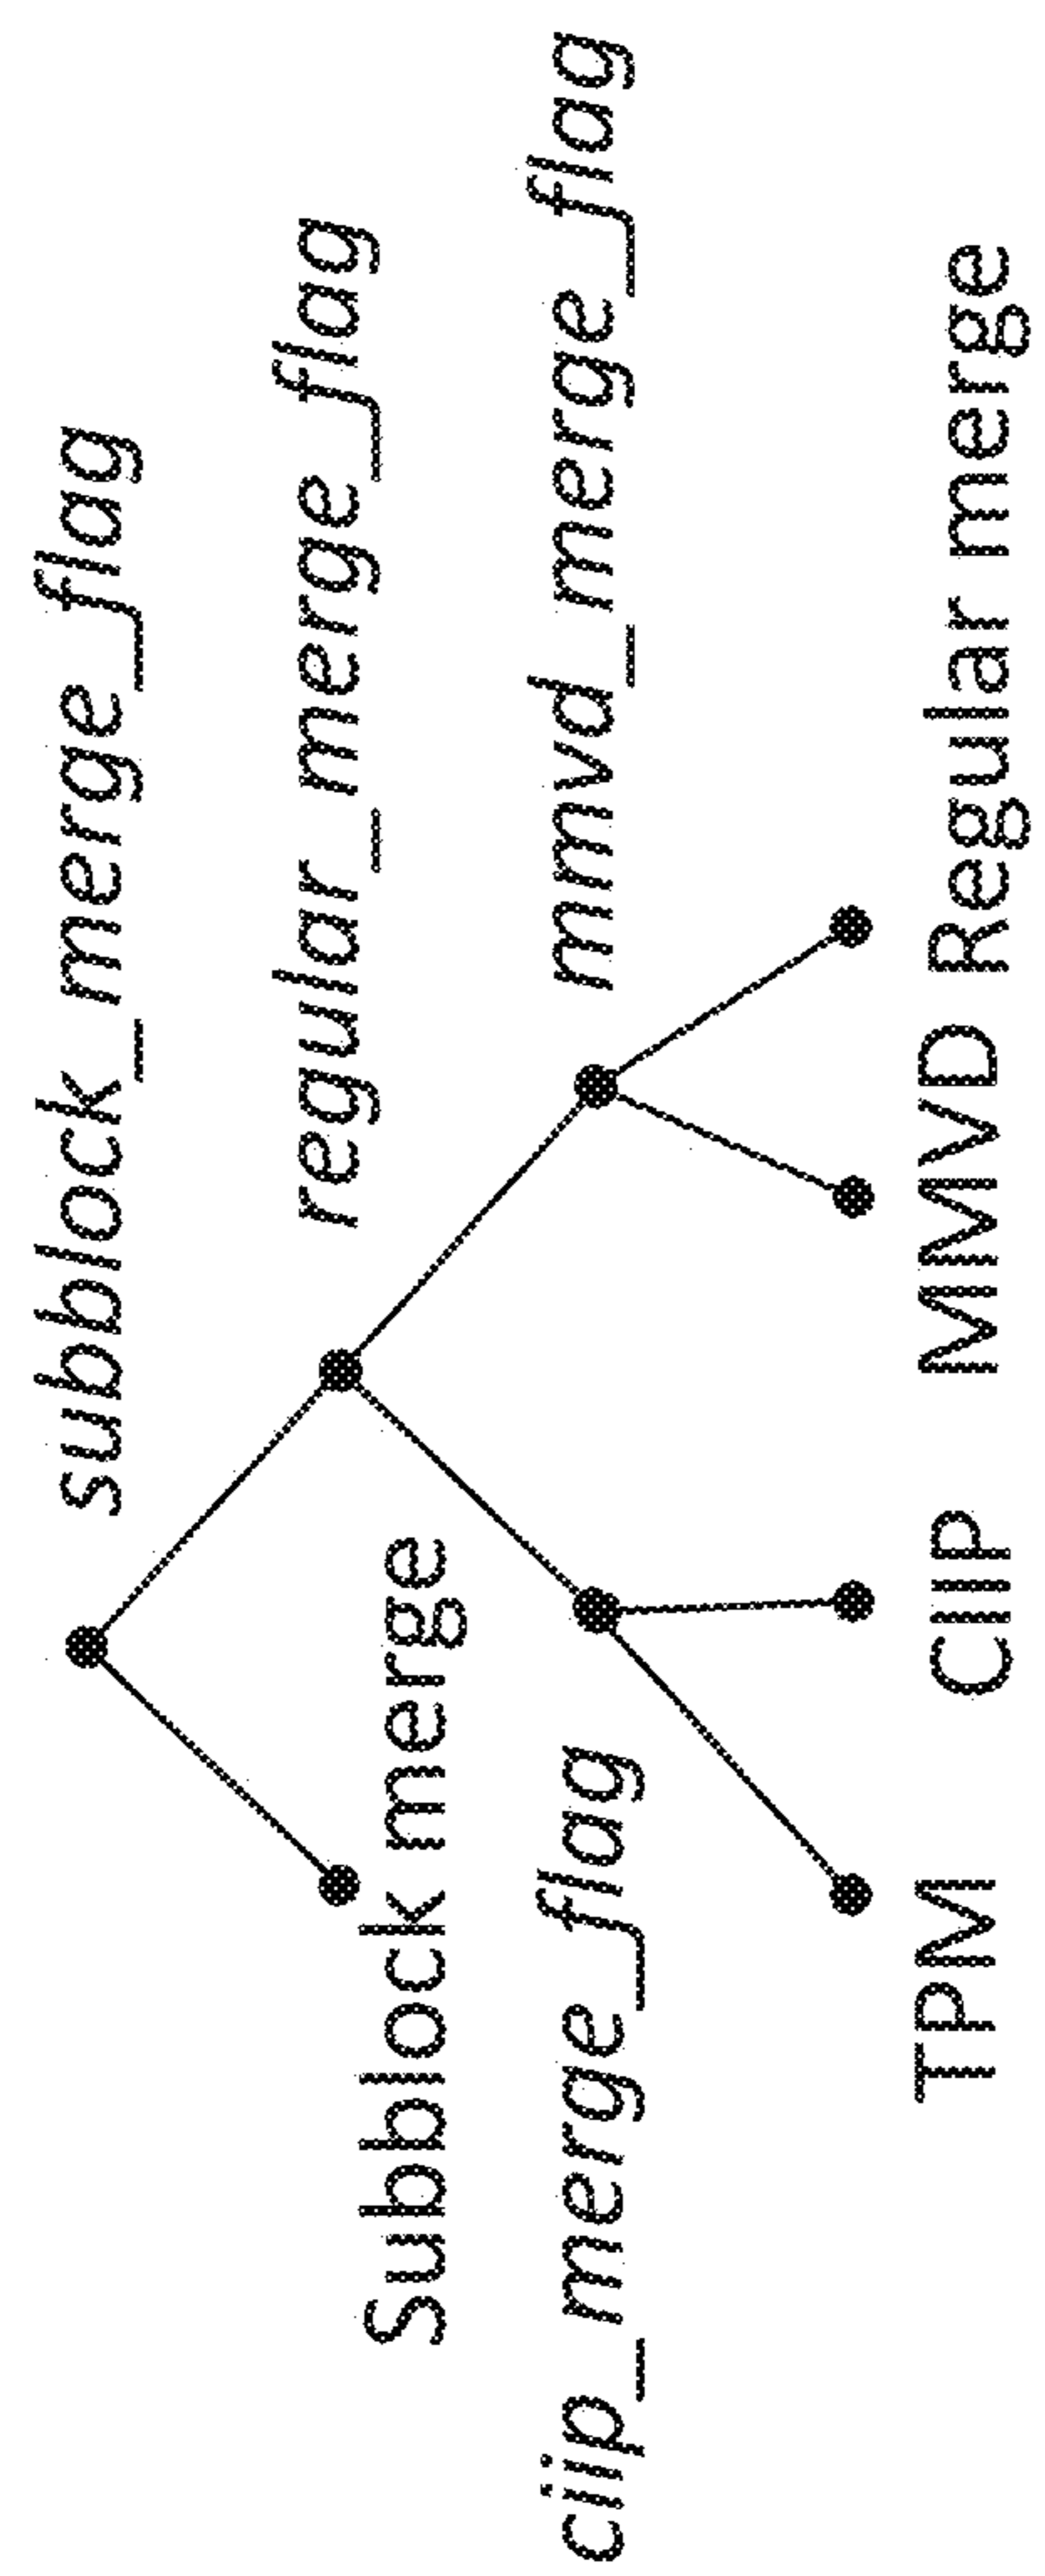 subblock_merge_flag
regular_merge_flag
Subblock merge
ciip_merge_flag
mmvd_merge_flag
TPM
CIIP
MMVD
Regular merge